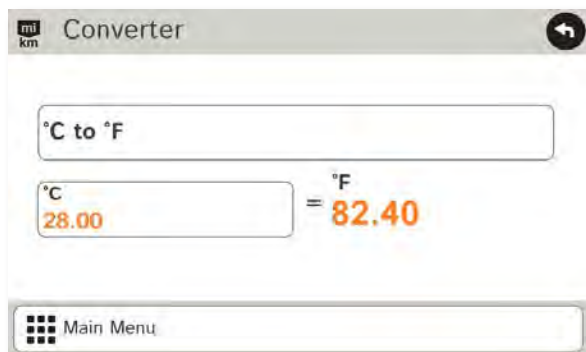 mi
km
Converter
°C to °F
°C
28.00
=
°F
82.40
Main Menu